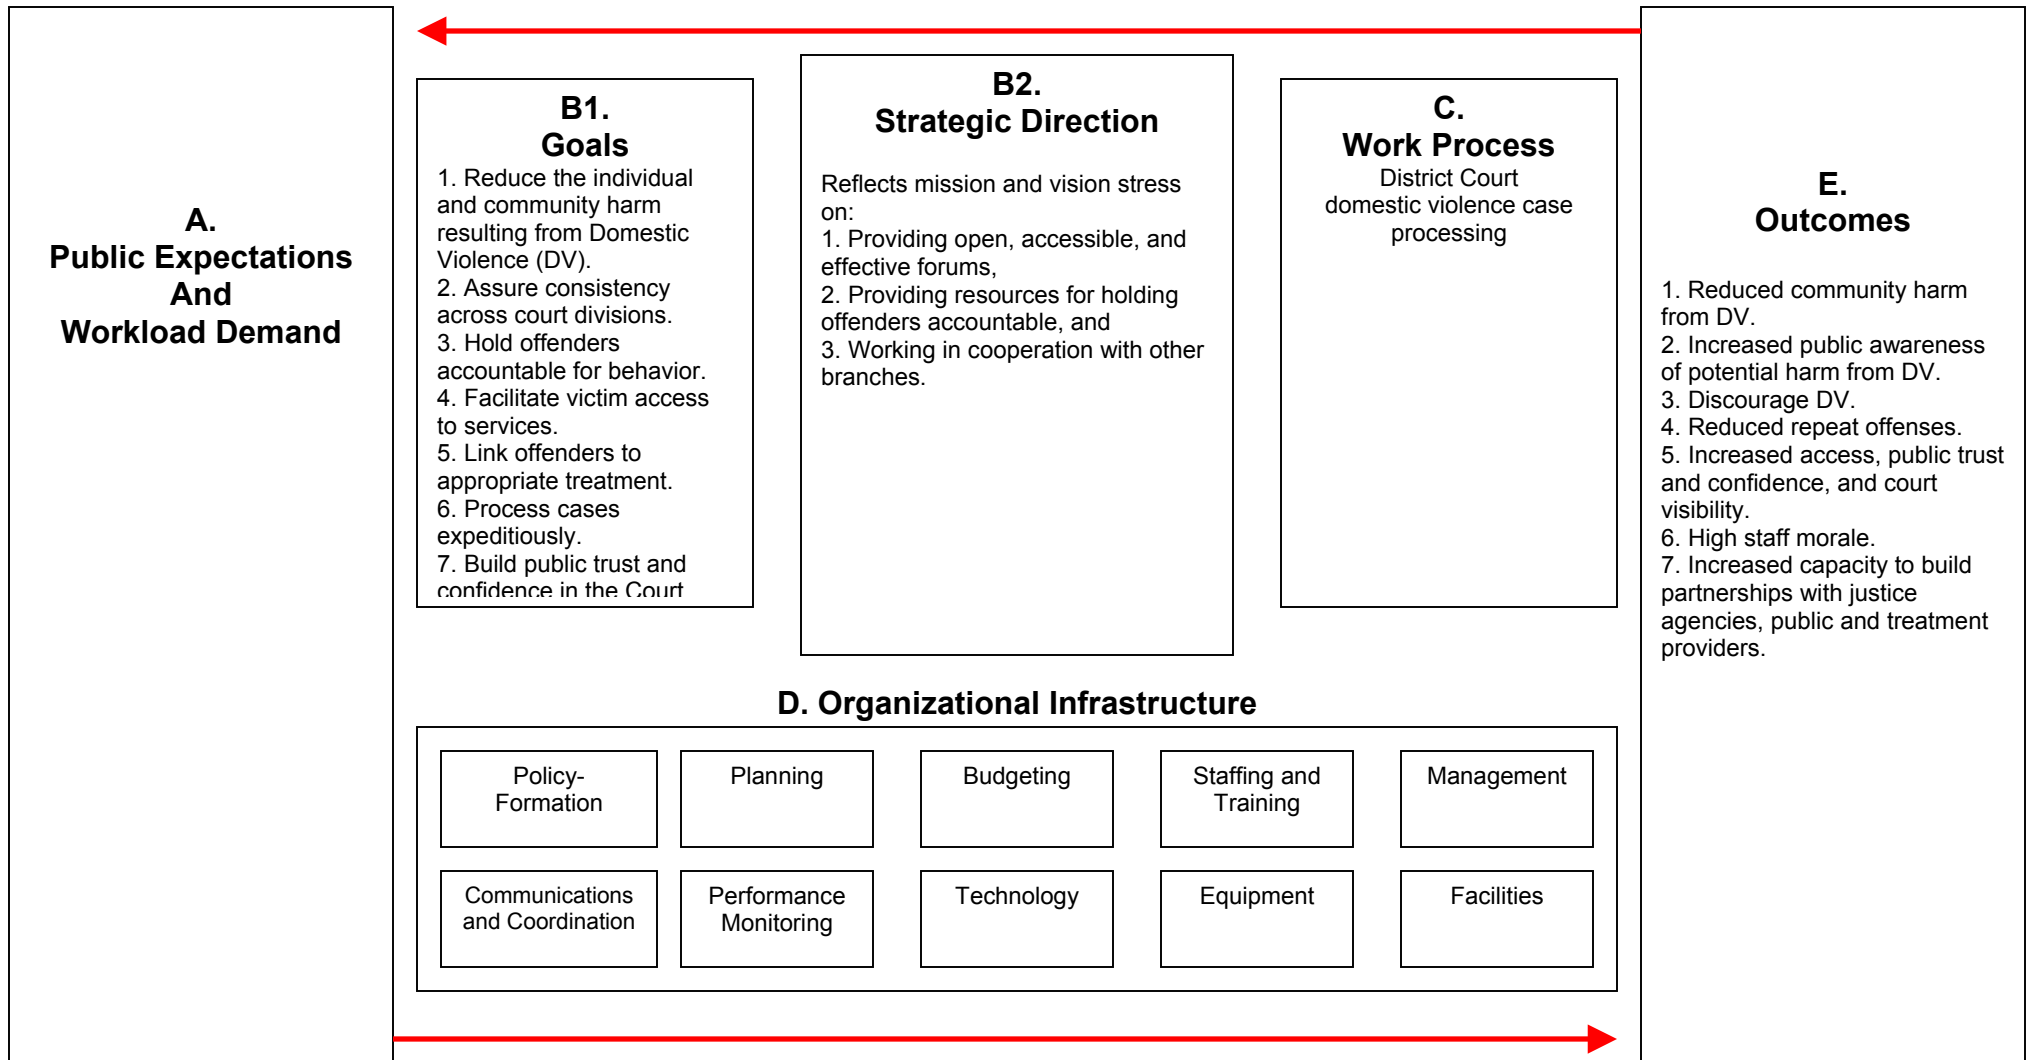 A.
Public Expectations
And
Workload Demand
B1.
Goals
1. Reduce the individual
and community harm
resulting from Domestic
Violence (DV).
2. Assure consistency
across court divisions.
3. Hold offenders
accountable for behavior.
4. Facilitate victim access
to services.
5. Link offenders to
appropriate treatment.
6. Process cases
expeditiously.
7. Build public trust and
confidence in the Court
B2.
Strategic Direction
Reflects mission and vision stress
on:
1. Providing open, accessible, and
effective forums,
2. Providing resources for holding
offenders accountable, and
3. Working in cooperation with other
branches.
C.
Work Process
District Court
domestic violence case
processing
D. Organizational Infrastructure
Policy-
Formation
Planning
Budgeting
Staffing and
Training
Management
Communications
and Coordination
Performance
Monitoring
Technology
Equipment
Facilities
E.
Outcomes
1. Reduced community harm
from DV.
2. Increased public awareness
of potential harm from DV.
3. Discourage DV.
4. Reduced repeat offenses.
5. Increased access, public trust
and confidence, and court
visibility.
6. High staff morale.
7. Increased capacity to build
partnerships with justice
agencies, public and treatment
providers.